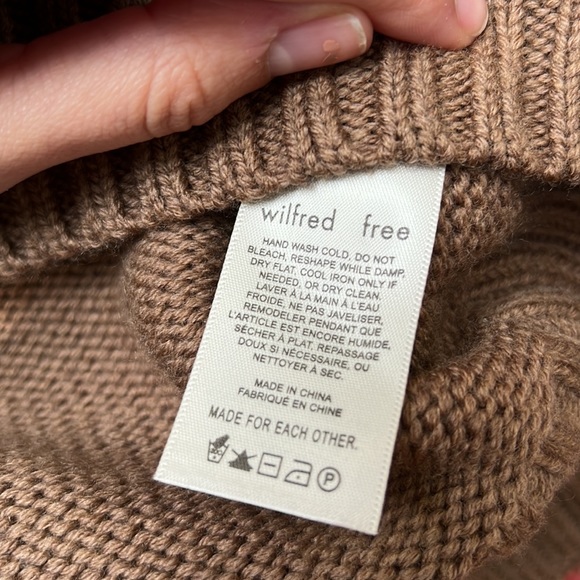 wilfred free
HAND WASH COLD, DO NOT
BLEACH, RESHAPE WHILE DAMP,
DRY FLAT, COOL IRON ONLY IF
NEEDED, OR DRY CLEAN.
LAVER À LA MAIN À L'EAU
FROIDE, NE PAS JAVELISER,
REMODELER PENDANT QUE
L'ARTICLE EST ENCORE HUMIDE,
SÉCHER À PLAT, REPASSAGE
DOUX SI NÉCESSAIRE, OU
NETTOYER À SEC.
MADE IN CHINA
FABRIQUÉ EN CHINE
MADE FOR EACH OTHER.
P